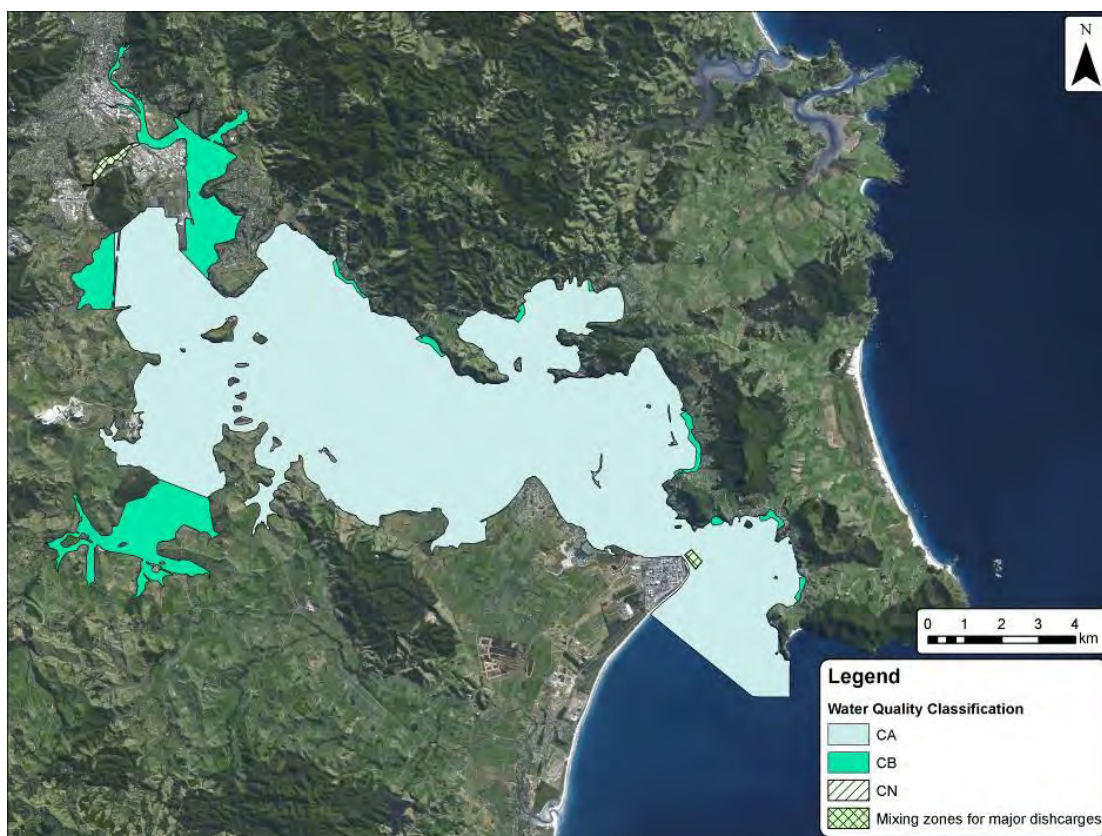 N
0 1 2 3 4
km
Legend
Water Quality Classification
CA
CB
CN
Mixing zones for major dishcarges